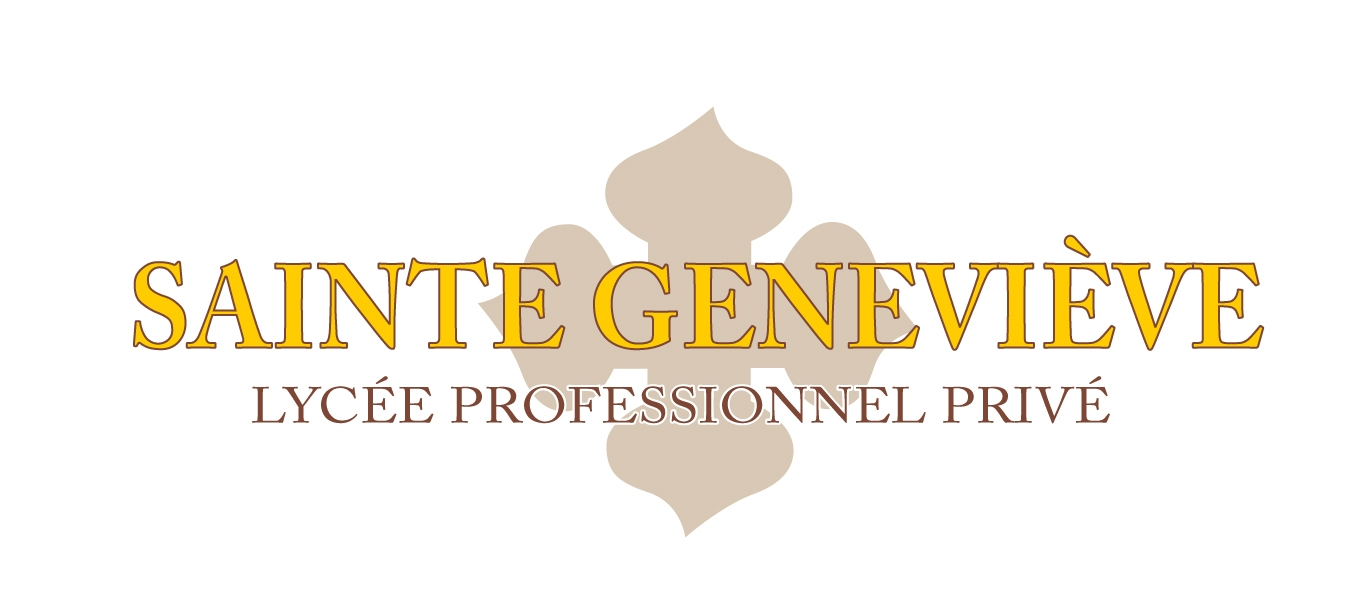 SAINTE GENEVIÈVE
LYCÉE PROFESSIONNEL PRIVÉ